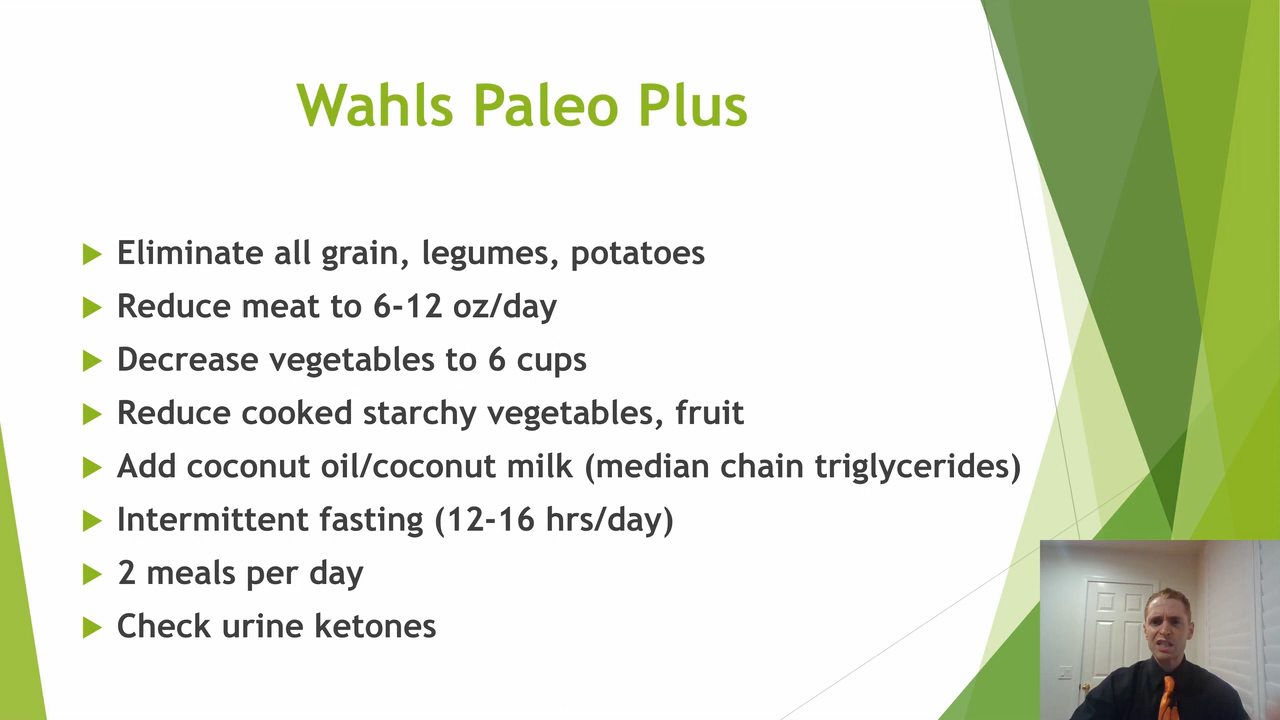 Wahls Paleo Plus
Eliminate all grain, legumes, potatoes
Reduce meat to 6-12 oz/day
Decrease vegetables to 6 cups
Reduce cooked starchy vegetables, fruit
Add coconut oil/coconut milk (median chain triglycerides)
Intermittent fasting (12-16 hrs/day)
2 meals per day
Check urine ketones